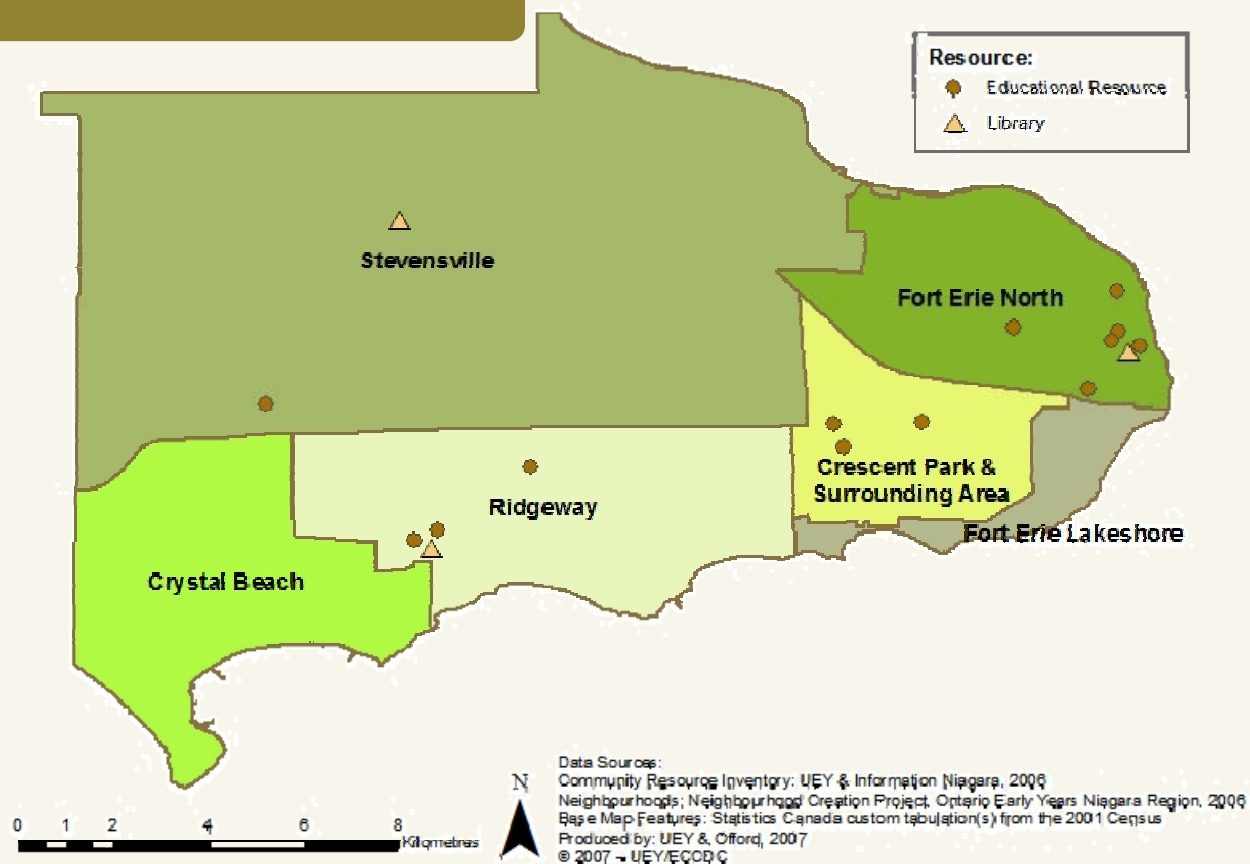 Resource:
Educational Resource
Library
Stevensville
Fort Erie North
Crescent Park &
Surrounding Area
Ridgeway
Fort Erie Lakeshore
Crystal Beach
Data Sources:
N
Community Resource Inventory: UEY & Information Niagara, 2006
Neighbourhoods; Neighbourhood Creation Project, Ontario Early Years Niagara Region, 2006
Base Map Features: Statistics Canada custom tabulation(s) from the 2001 Census
0 1 2 4 6 8
Kilometres
Produced by: UEY & Offord, 2007
© 2007 - UEY/ECCDC